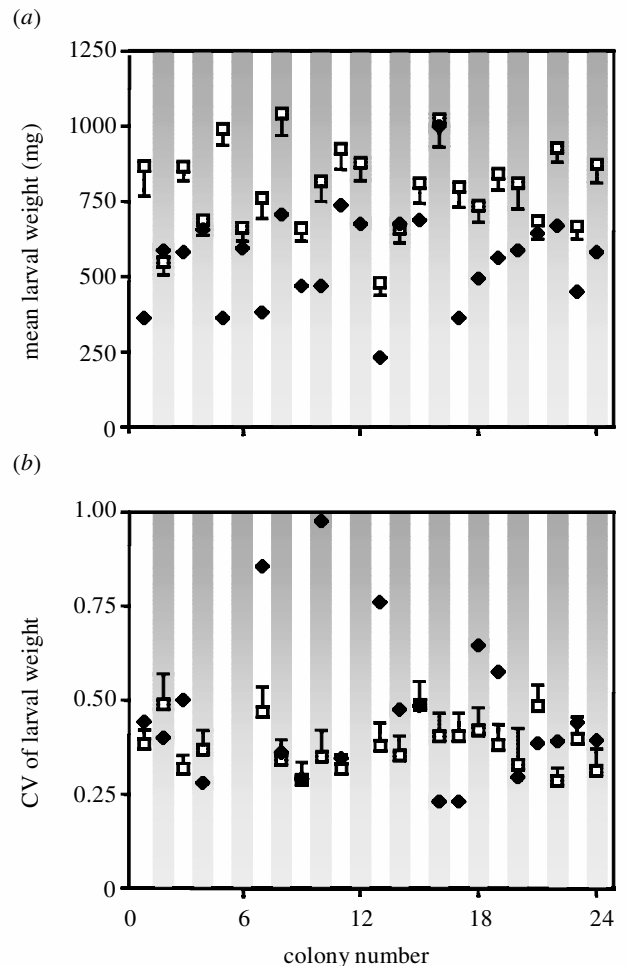 (a)
1250
1000
750
500
250
0
mean larval weight (mg)
(b)
1.00
0.75
0.50
0.25
0
CV of larval weight
0 6 12 18 24
colony number